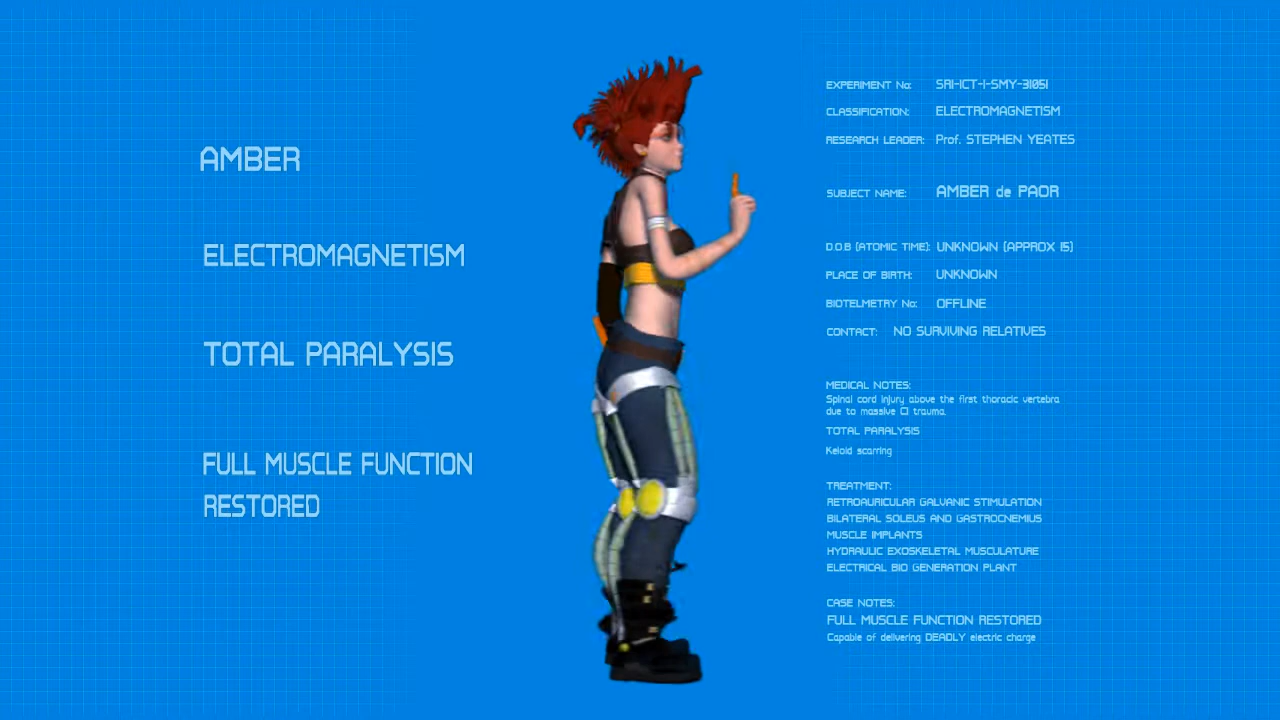 AMBER
ELECTROMAGNETISM
TOTAL PARALYSIS
FULL MUSCLE FUNCTION
RESTORED
EXPERIMENT No: SRI-ICT-1-SMY-31051
CLASSIFICATION: ELECTROMAGNETISM
RESEARCH LEADER: Prof. STEPHEN YEATES
SUBJECT NAME: AMBER de PAOR
D.O.B (ATOMIC TIME): UNKNOWN (APPROX 15)
PLACE OF BIRTH: UNKNOWN
BIOTELMETRY No: OFFLINE
CONTACT: NO SURVIVING RELATIVES
MEDICAL NOTES:
Spinal cord injury above the first thoracic vertebra
due to massive CI trauma.
TOTAL PARALYSIS
Keloid scarring
TREATMENT:
RETROAURICULAR GALVANIC STIMULATION
BILATERAL SOLEUS AND GASTROCNEMIUS
MUSCLE IMPLANTS
HYDRAULIC EXOSKELETAL MUSCULATURE
ELECTRICAL BIO GENERATION PLANT
CASE NOTES:
FULL MUSCLE FUNCTION RESTORED
Capable of delivering DEADLY electric charge